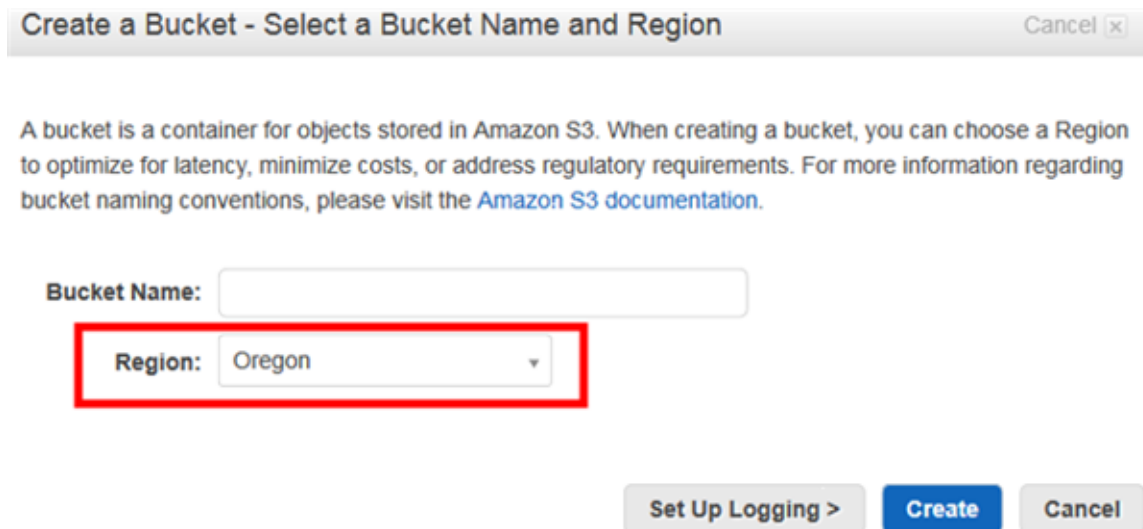 Create a Bucket - Select a Bucket Name and Region Cancel x
A bucket is a container for objects stored in Amazon S3. When creating a bucket, you can choose a Region
to optimize for latency, minimize costs, or address regulatory requirements. For more information regarding
bucket naming conventions, please visit the Amazon S3 documentation.
Bucket Name:
Region: Oregon
Set Up Logging > Create Cancel